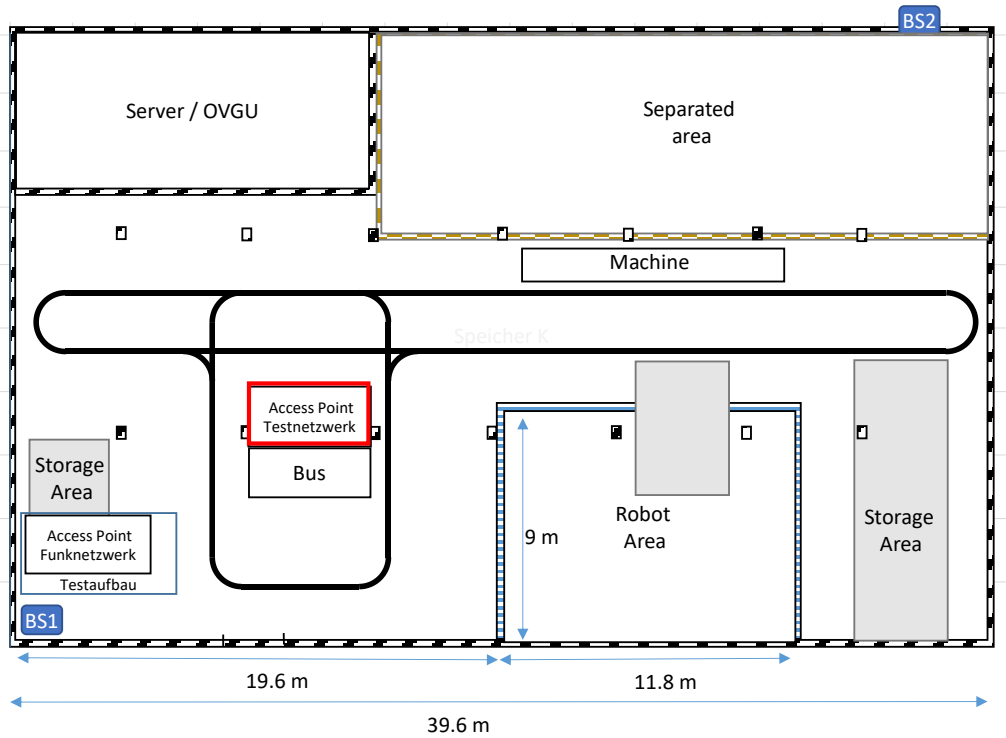 BS2
Server / OVGU
Separated
area
Machine
Speicher K
Access Point
Testnetzwerk
Bus
Storage
Area
Access Point
Funknetzwerk
Testaufbau
BS1
Robot
Area
9 m
Storage
Area
19.6 m
11.8 m
39.6 m